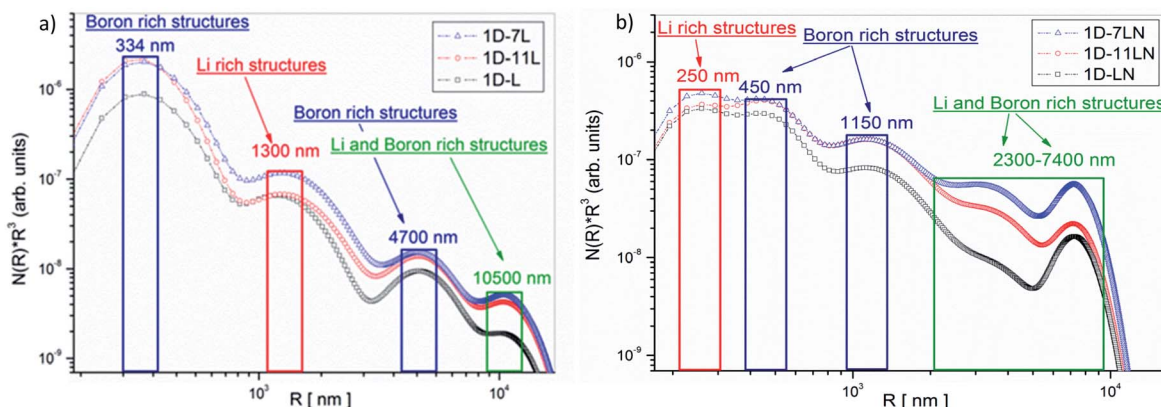 a)
Boron rich structures
334 nm
Li rich structures
1300 nm
Boron rich structures
4700 nm
Li and Boron rich structures
10500 nm
1D-7L
1D-11L
1D-L
10⁻⁶
10⁻⁷
10⁻⁸
10⁻⁹
N(R)*R³ (arb. units)
10³
10⁴
R [ nm]
b)
Li rich structures
250 nm
Boron rich structures
450 nm
1150 nm
Li and Boron rich structures
2300-7400 nm
1D-7LN
1D-11LN
1D-LN
10⁻⁶
10⁻⁷
10⁻⁸
10⁻⁹
N(R)*R³ (arb. units)
10³
10⁴
R [ nm]